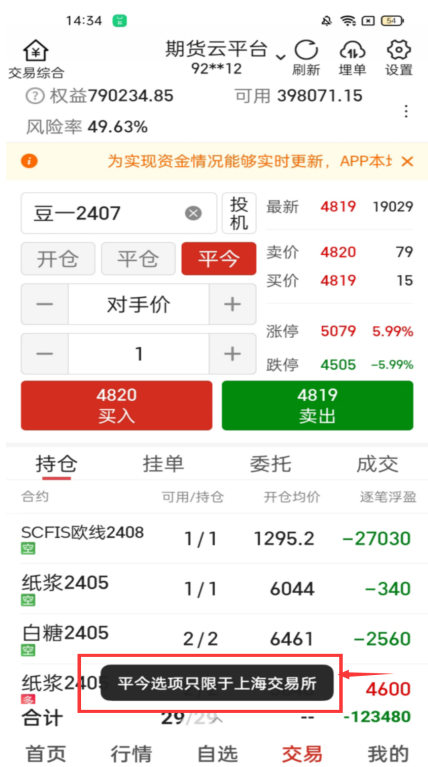 14:34 54
期货云平台
交易综合 92**12 刷新 埋单 设置
权益790234.85 可用 398071.15
风险率 49.63%
为实现资金情况能够实时更新，APP本
豆一2407 投机 最新 4819 19029
开仓 平仓 平今 卖价 4820 79
对手价 买价 4819 15
涨停 5079 5.99%
1 跌停 4505 -5.99%
4820 4819
买入 卖出
持仓 挂单 委托 成交
合约 可用/持仓 开仓均价 逐笔浮盈
SCFIS欧线2408 1/1 1295.2 -27030
空
纸浆2405 1/1 6044 -340
空
白糖2405 2/2 6461 -2560
空
纸浆2405 平今选项只限于上海交易所 4600
多
合计 29/29 -- -123480
首页 行情 自选 交易 我的